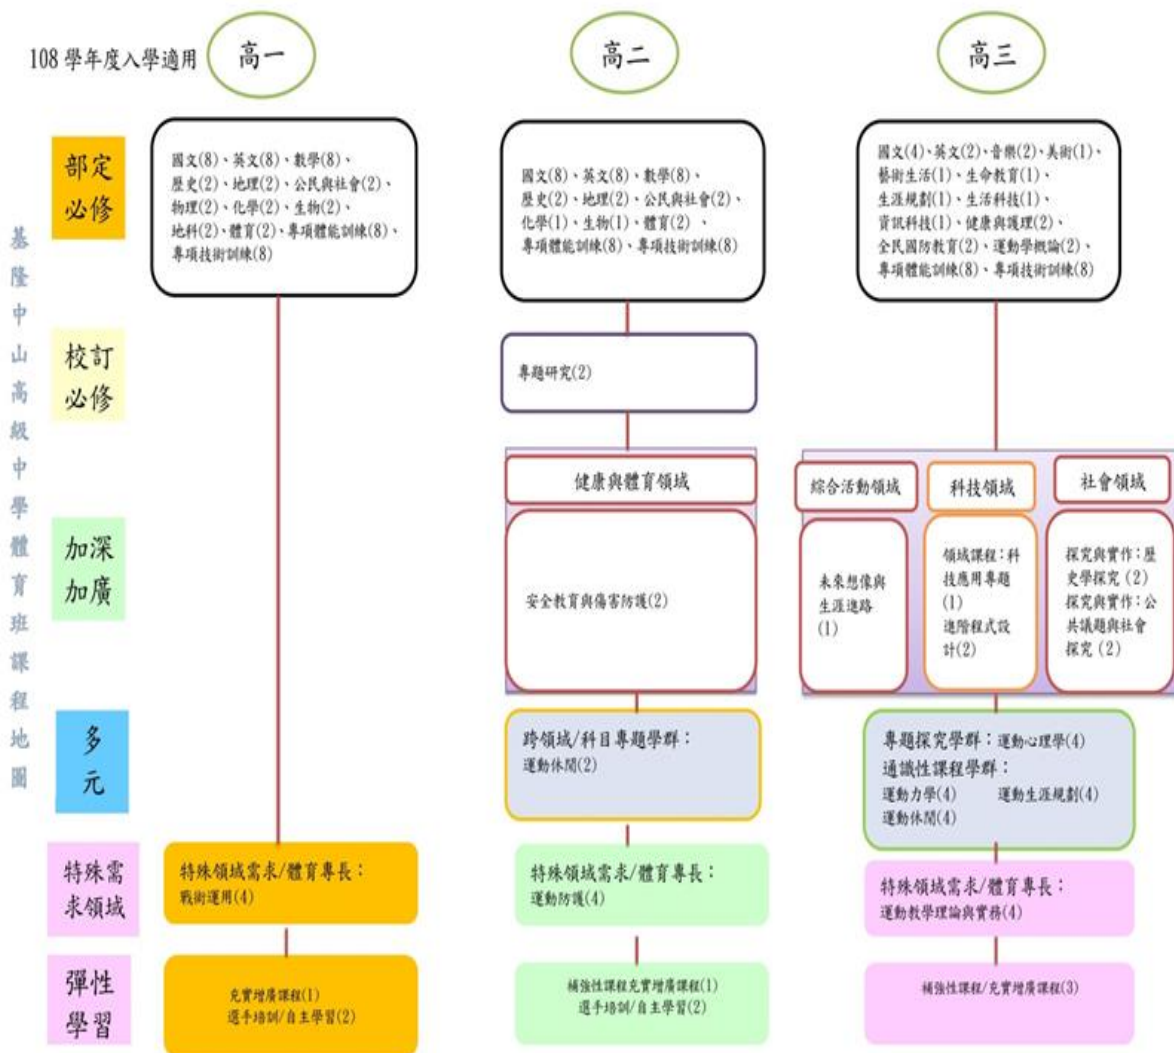 108 學年度入學適用
高一
高二
高三
基隆中山高級中學體育班課程地圖
部定
必修
國文(8)、英文(8)、數學(8)、
歷史(2)、地理(2)、公民與社會(2)、
物理(2)、化學(2)、生物(2)、
地科(2)、體育(2)、專項體能訓練(8)、
專項技術訓練(8)
國文(8)、英文(8)、數學(8)、
歷史(2)、地理(2)、公民與社會(2)、
化學(1)、生物(1)、體育(2) 、
專項體能訓練(8)、專項技術訓練(8)
國文(4)、英文(2)、音樂(2)、美術(1)、
藝術生活(1)、生命教育(1)、
生涯規劃(1)、生活科技(1)、
資訊科技(1)、健康與護理(2)、
全民國防教育(2)、運動學概論(2)、
專項體能訓練(8)、專項技術訓練(8)
校訂
必修
專題研究(2)
加深
加廣
健康與體育領域
安全教育與傷害防護(2)
綜合活動領域
未來想像與
生涯進路
(1)
科技領域
領域課程：科
技應用專題
(1)
進階程式設
計(2)
社會領域
探究與實作：歷
史學探究 (2)
探究與實作：公
共議題與社會
探究 (2)
多
元
跨領域/科目專題學群：
運動休閒(2)
專題探究學群：運動心理學(4)
通識性課程學群：
運動力學(4) 運動生涯規劃(4)
運動休閒(4)
特殊需
求領域
特殊領域需求/體育專長：
戰術運用(4)
特殊領域需求/體育專長：
運動防護(4)
特殊領域需求/體育專長：
運動教學理論與實務(4)
彈性
學習
充實增廣課程(1)
選手培訓/自主學習(2)
補強性課程充實增廣課程(1)
選手培訓/自主學習(2)
補強性課程/充實增廣課程(3)